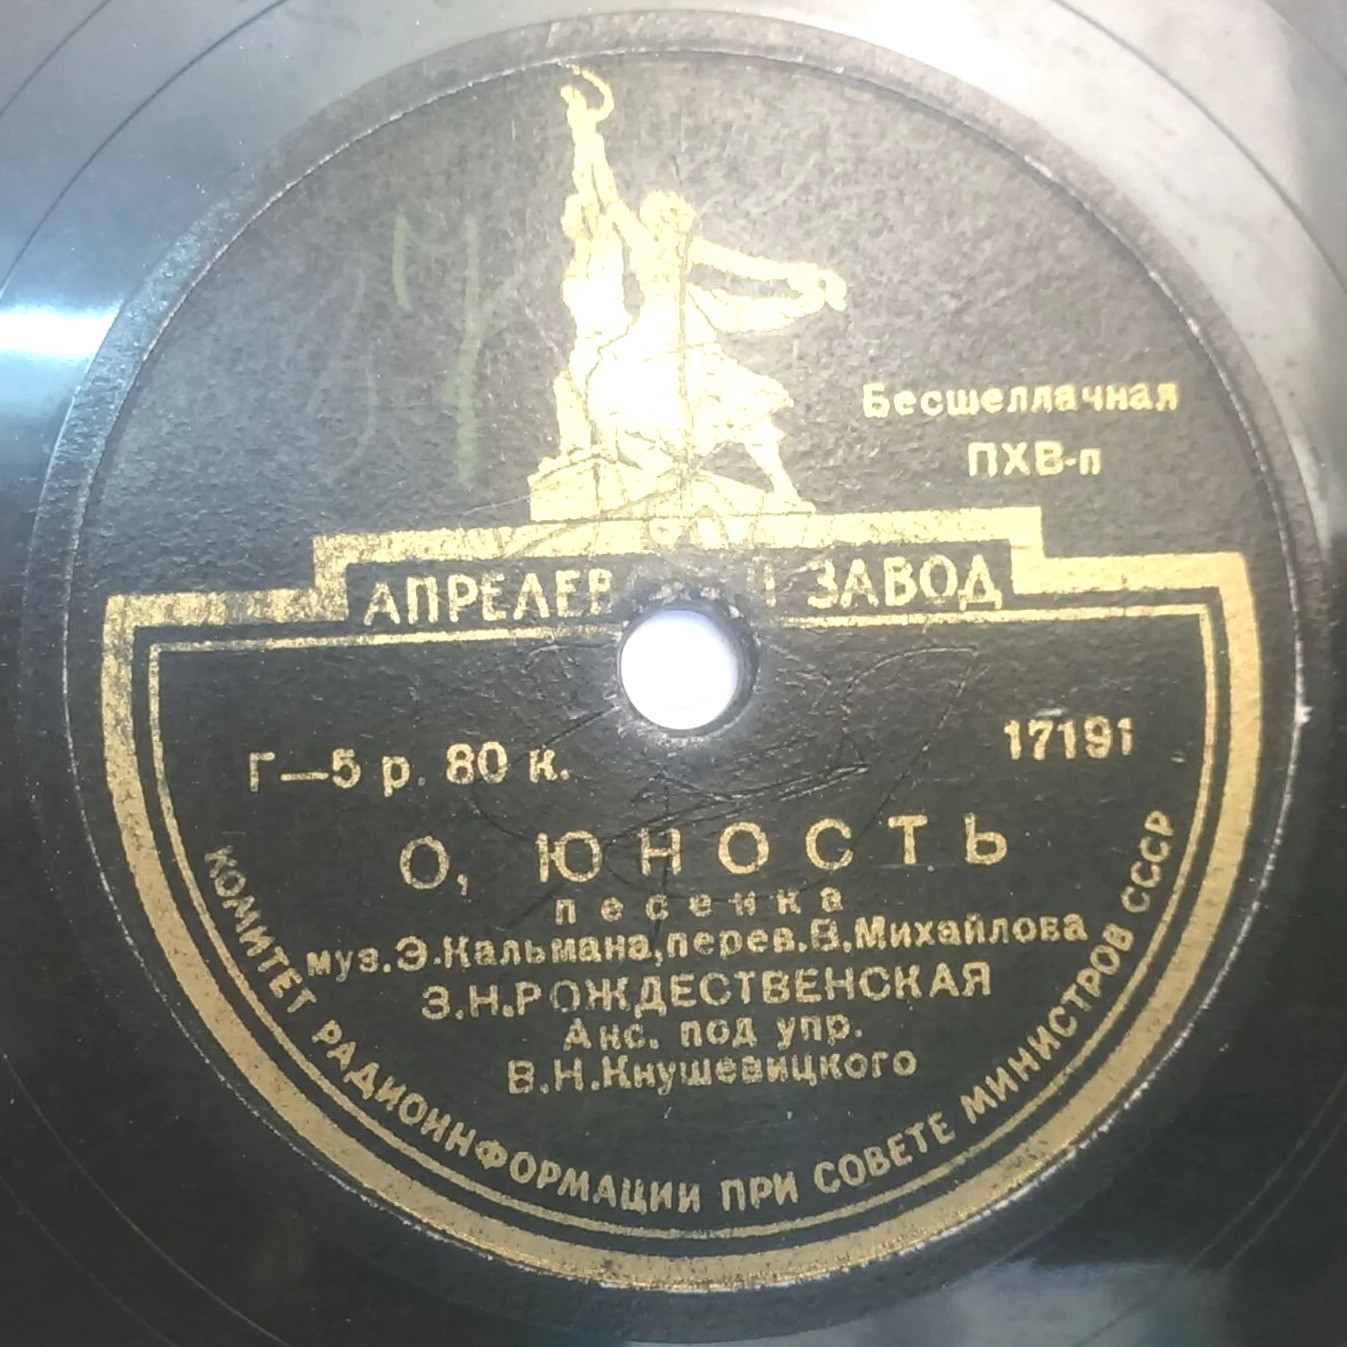 Бесшеллачная
ПХВ-п
ЗАВОД
Г—5 р. 80 к.
17191
О, ЮНОСТЬ
песенка
муз. Э. Кальмана, перев. В. Михайлова
З. Н. РОЖДЕСТВЕНСКАЯ
Анс. под упр.
В. Н. Кнушевицкого
КОМИТЕТ РАДИОИНФОРМАЦИИ ПРИ СОВЕТЕ МИНИСТРОВ СССР